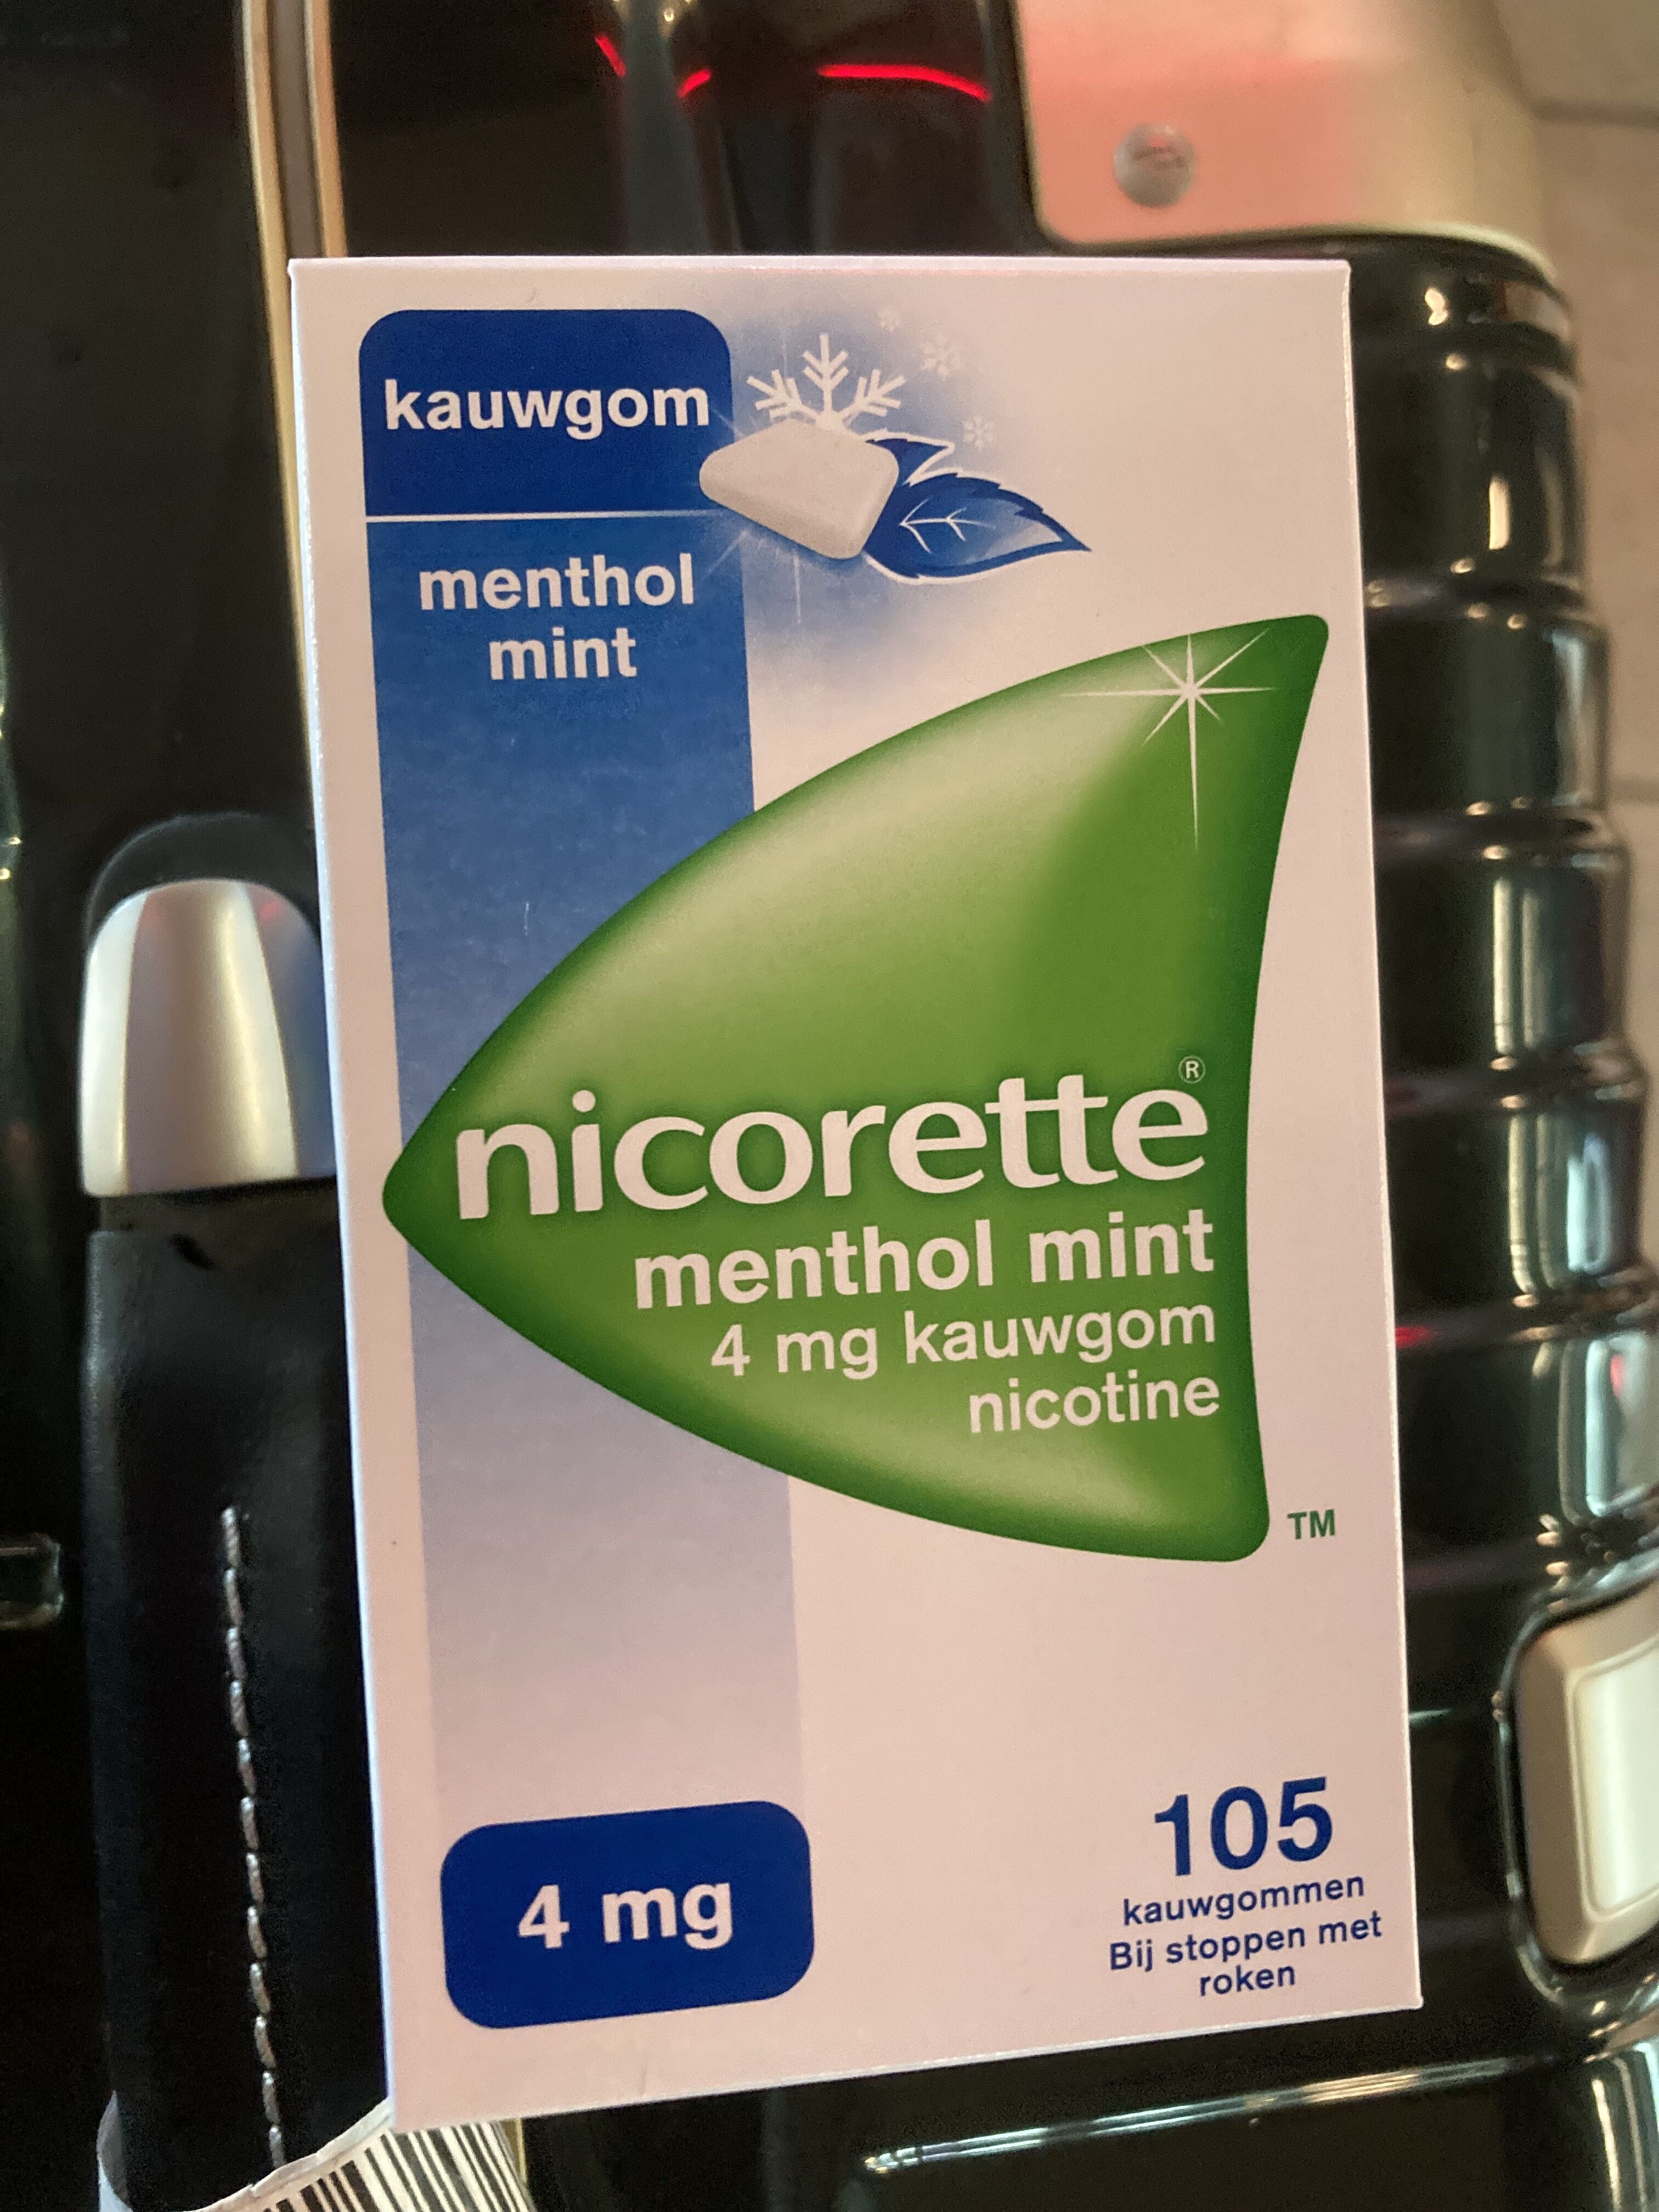 kauwgom
menthol
mint
nicorette®
menthol mint
4 mg kauwgom
nicotine
TM
4 mg
105
kauwgommen
Bij stoppen met
roken